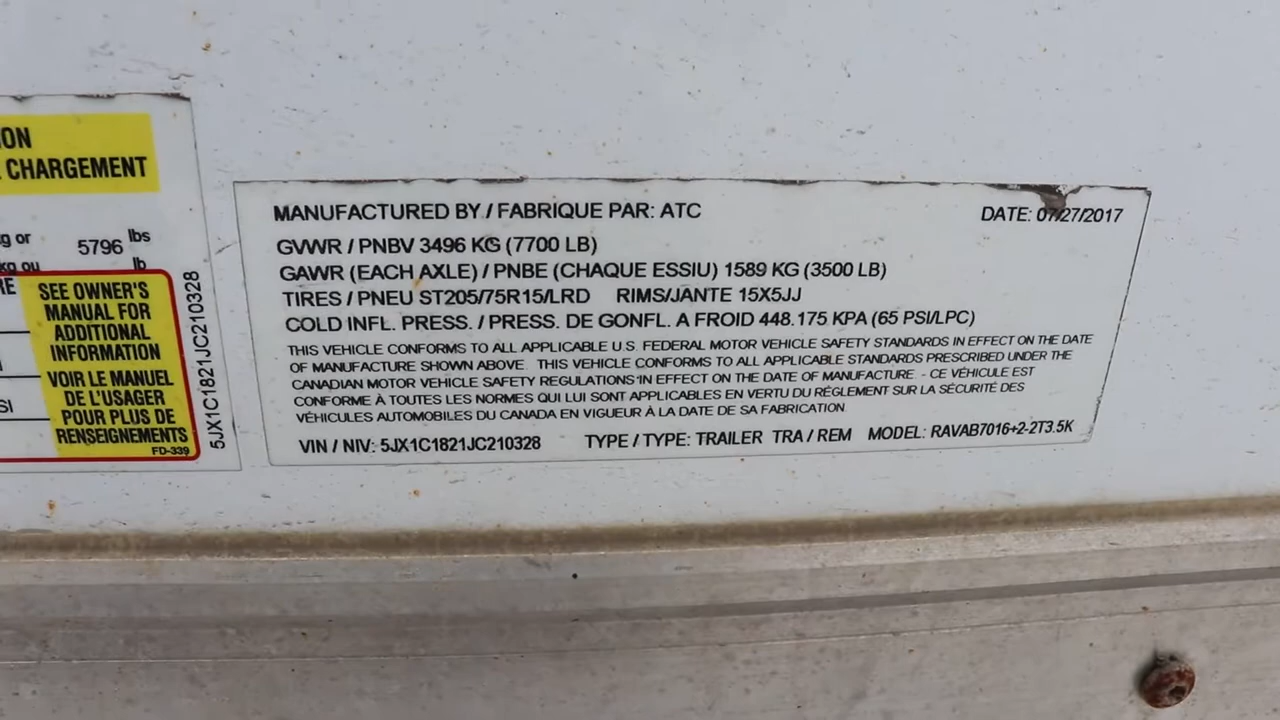 ON
CHARGEMENT
g or 5796 lbs
kg ou lb
RE
SEE OWNER'S
MANUAL FOR
ADDITIONAL
INFORMATION
VOIR LE MANUEL
DE L'USAGER
POUR PLUS DE
RENSEIGNEMENTS
FD-339
SI
5JX1C1821JC210328
MANUFACTURED BY / FABRIQUE PAR: ATC DATE: 07/27/2017
GVWR / PNBV 3496 KG (7700 LB)
GAWR (EACH AXLE) / PNBE (CHAQUE ESSIU) 1589 KG (3500 LB)
TIRES / PNEU ST205/75R15/LRD RIMS/JANTE 15X5JJ
COLD INFL. PRESS. / PRESS. DE GONFL. A FROID 448.175 KPA (65 PSI/LPC)
THIS VEHICLE CONFORMS TO ALL APPLICABLE U.S. FEDERAL MOTOR VEHICLE SAFETY STANDARDS IN EFFECT ON THE DATE
OF MANUFACTURE SHOWN ABOVE. THIS VEHICLE CONFORMS TO ALL APPLICABLE STANDARDS PRESCRIBED UNDER THE
CANADIAN MOTOR VEHICLE SAFETY REGULATIONS IN EFFECT ON THE DATE OF MANUFACTURE. - CE VÉHICULE EST
CONFORME À TOUTES LES NORMES QUI LUI SONT APPLICABLES EN VERTU DU RÉGLEMENT SUR LA SÉCURITÉ DES
VÉHICULES AUTOMOBILES DU CANADA EN VIGUEUR À LA DATE DE SA FABRICATION
VIN / NIV: 5JX1C1821JC210328 TYPE / TYPE: TRAILER TRA / REM MODEL: RAVAB7016+2-2T3.5K